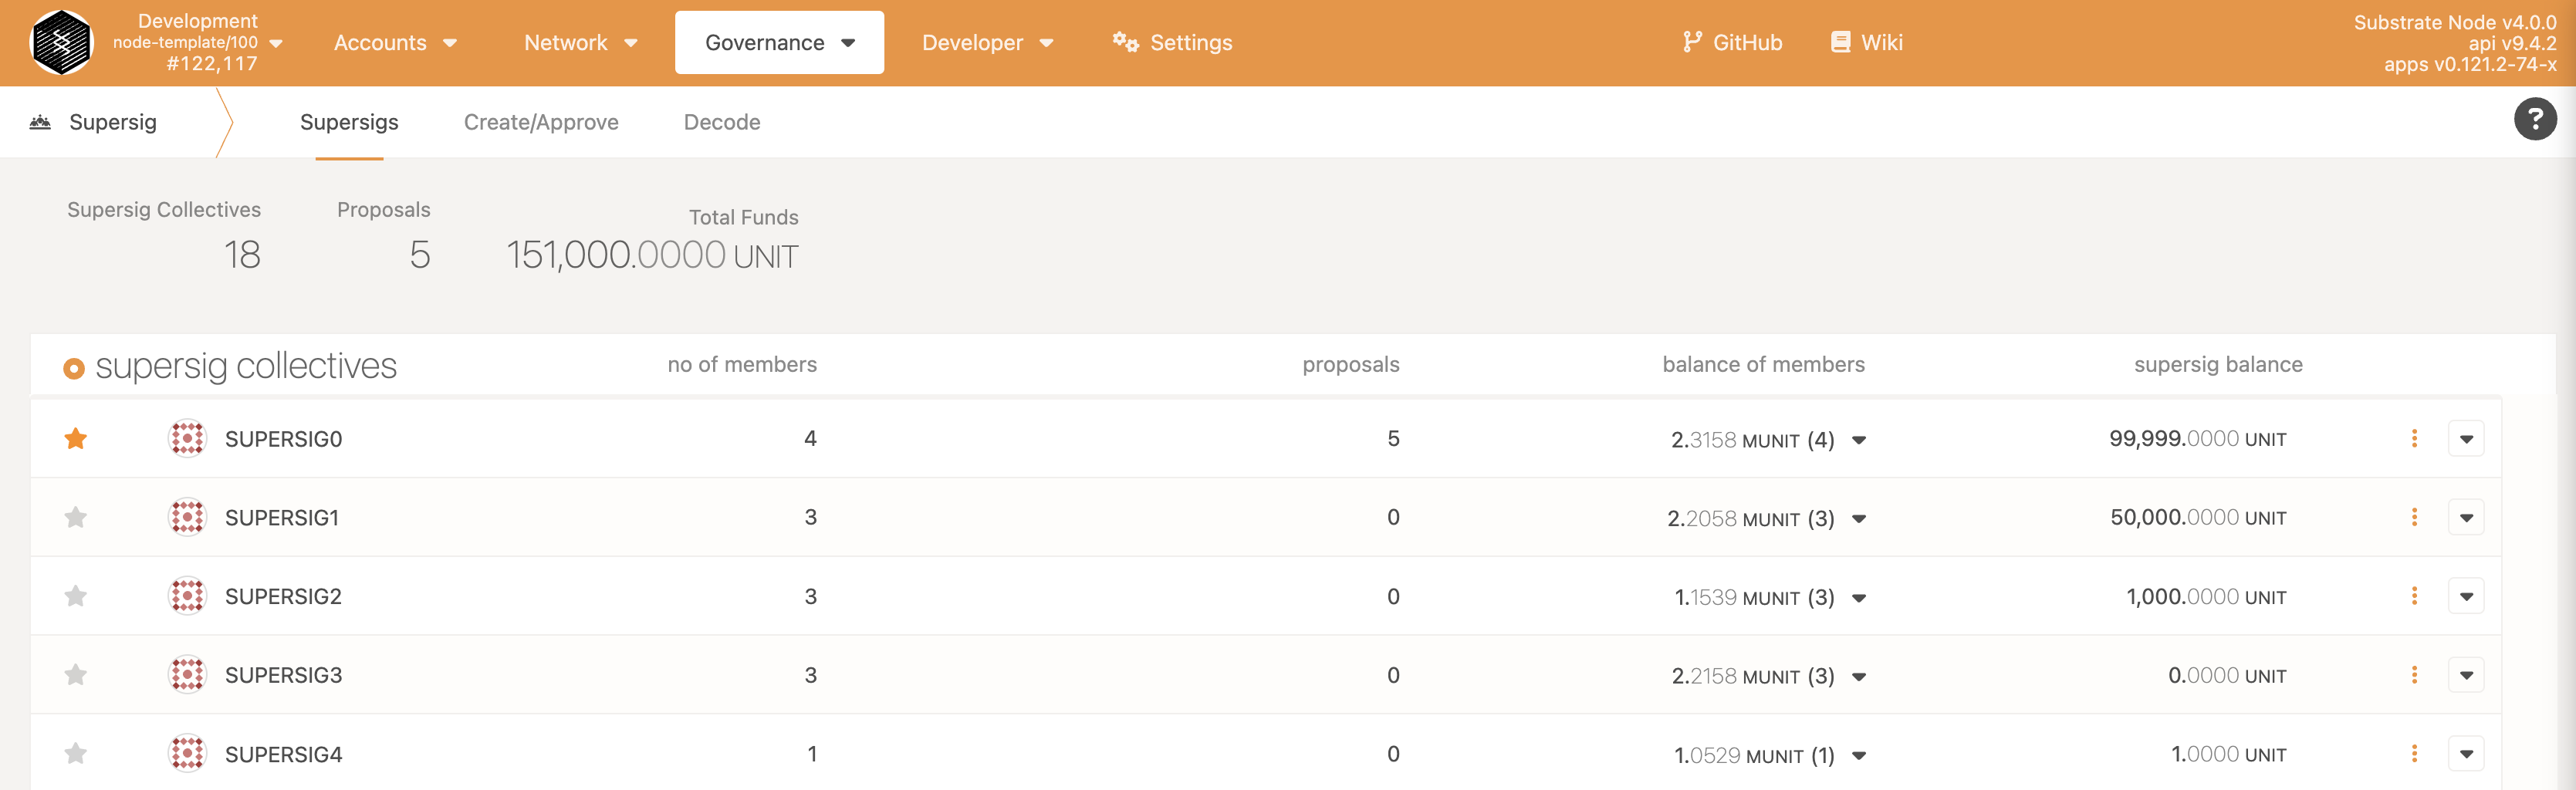 Development
node-template/100
#122,117
Accounts
Network
Governance
Developer
Settings
GitHub
Wiki
Substrate Node v4.0.0
api v9.4.2
apps v0.121.2-74-x
Supersig
Supersigs
Create/Approve
Decode
?
Supersig Collectives
18
Proposals
5
Total Funds
151,000.0000 UNIT
supersig collectives no of members proposals balance of members supersig balance
SUPERSIG0 4 5 2.3158 MUNIT (4) 99,999.0000 UNIT
SUPERSIG1 3 0 2.2058 MUNIT (3) 50,000.0000 UNIT
SUPERSIG2 3 0 1.1539 MUNIT (3) 1,000.0000 UNIT
SUPERSIG3 3 0 2.2158 MUNIT (3) 0.0000 UNIT
SUPERSIG4 1 0 1.0529 MUNIT (1) 1.0000 UNIT